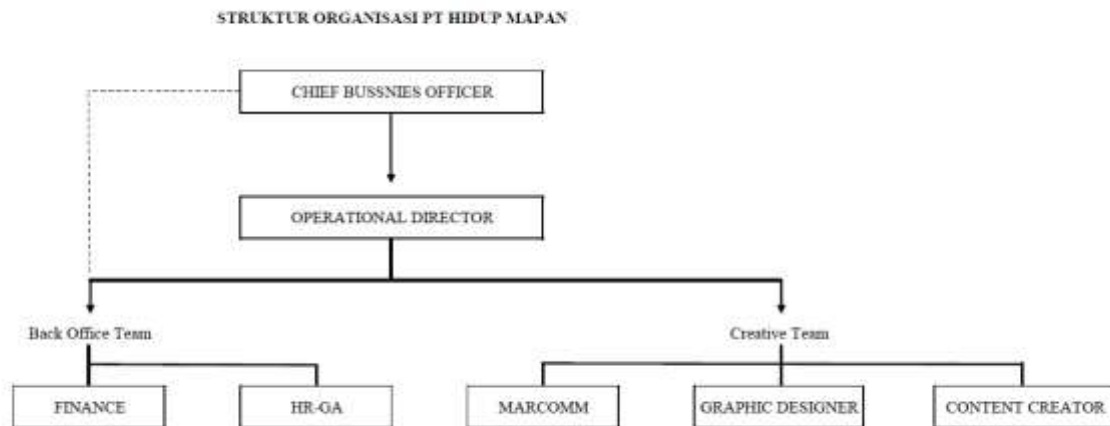 STRUKTUR ORGANISASI PT HIDUP MAPAN
CHIEF BUSSNIES OFFICER
OPERATIONAL DIRECTOR
Back Office Team
Creative Team
FINANCE
HR-GA
MARCOMM
GRAPHIC DESIGNER
CONTENT CREATOR